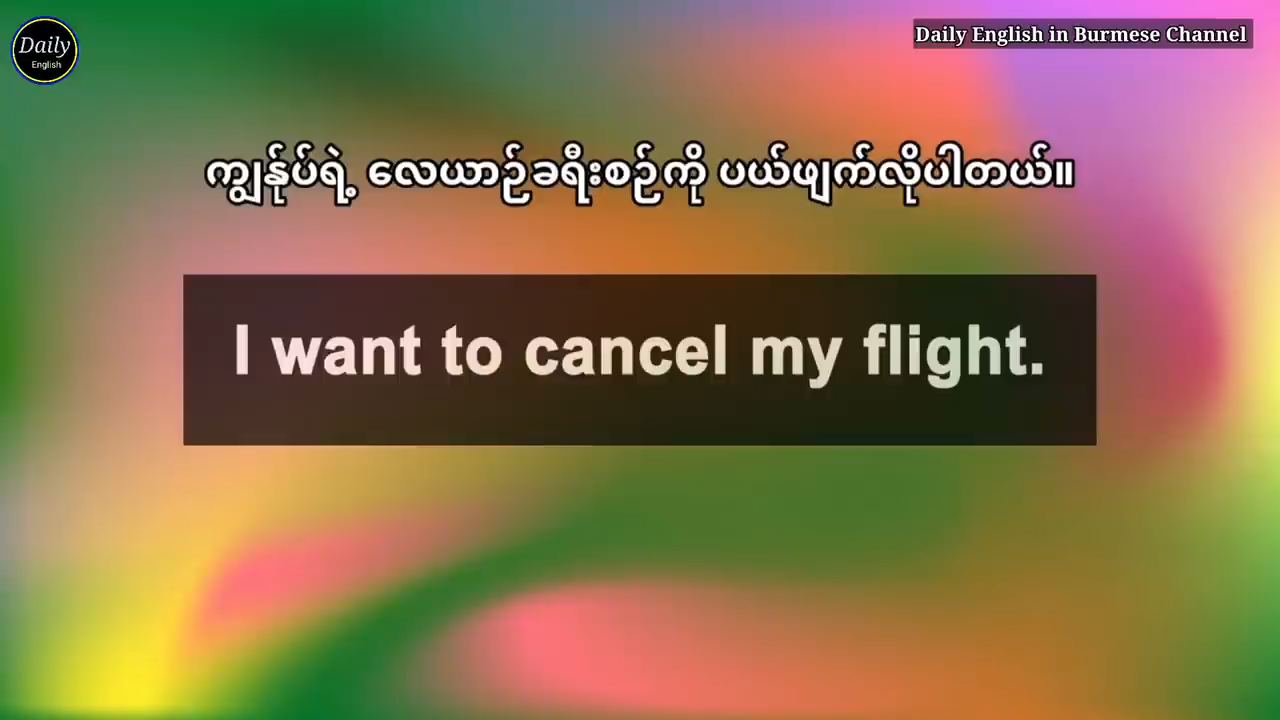 Daily
English
Daily English in Burmese Channel
ကျွန်ုပ်ရဲ့ လေယာဉ်ခရီးစဉ်ကို ပယ်ဖျက်လိုပါတယ်။
I want to cancel my flight.